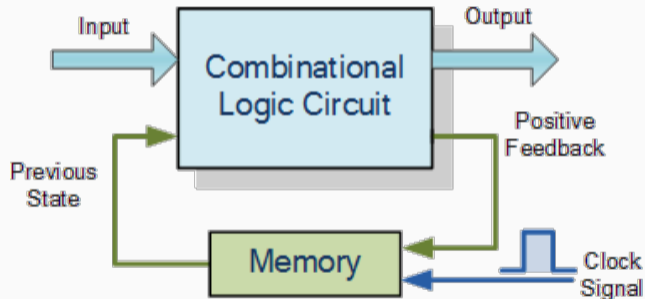 Input
Output
Combinational
Logic Circuit
Positive
Feedback
Previous
State
Memory
Clock
Signal